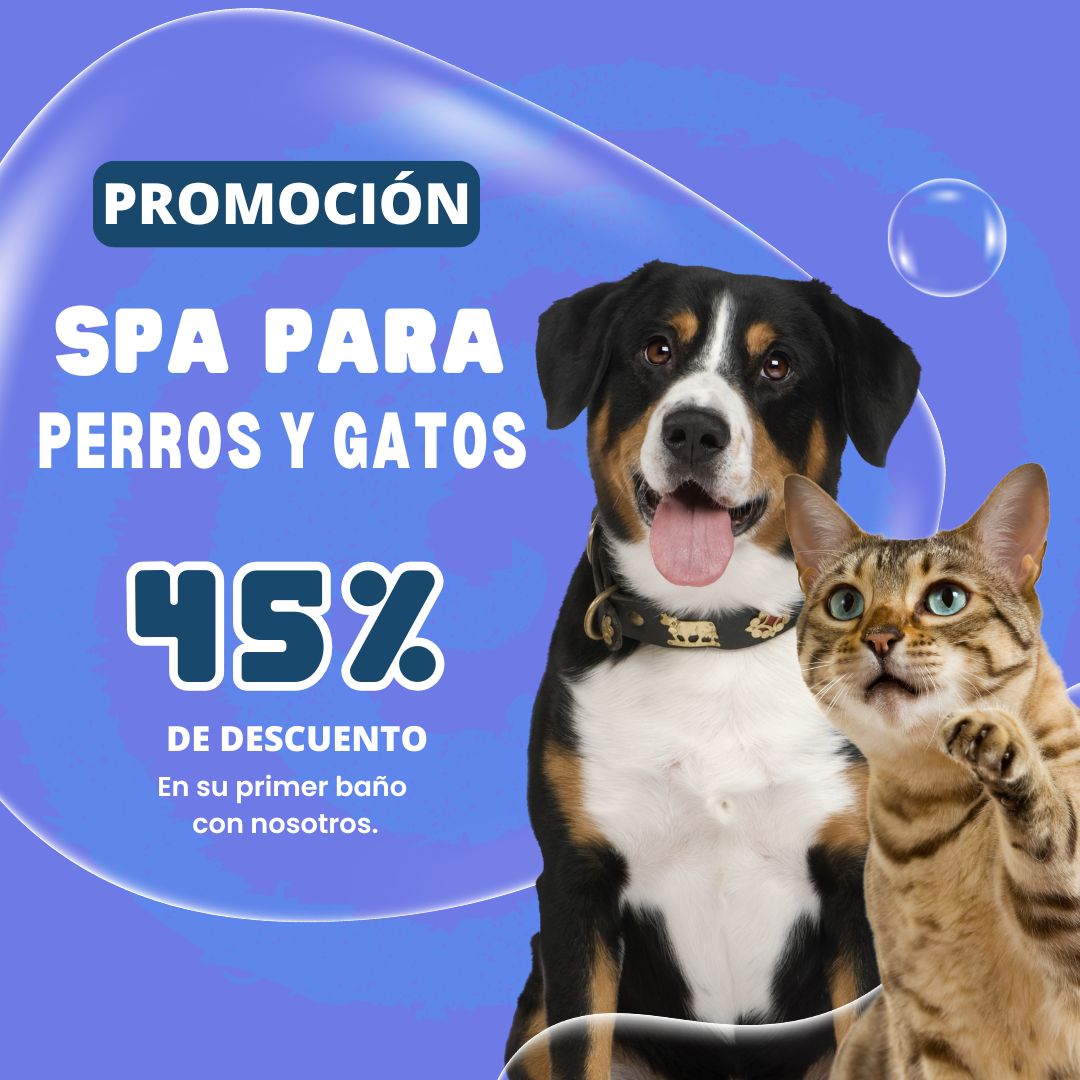 PROMOCIÓN
SPA PARA
PERROS Y GATOS
45%
DE DESCUENTO
En su primer baño
con nosotros.